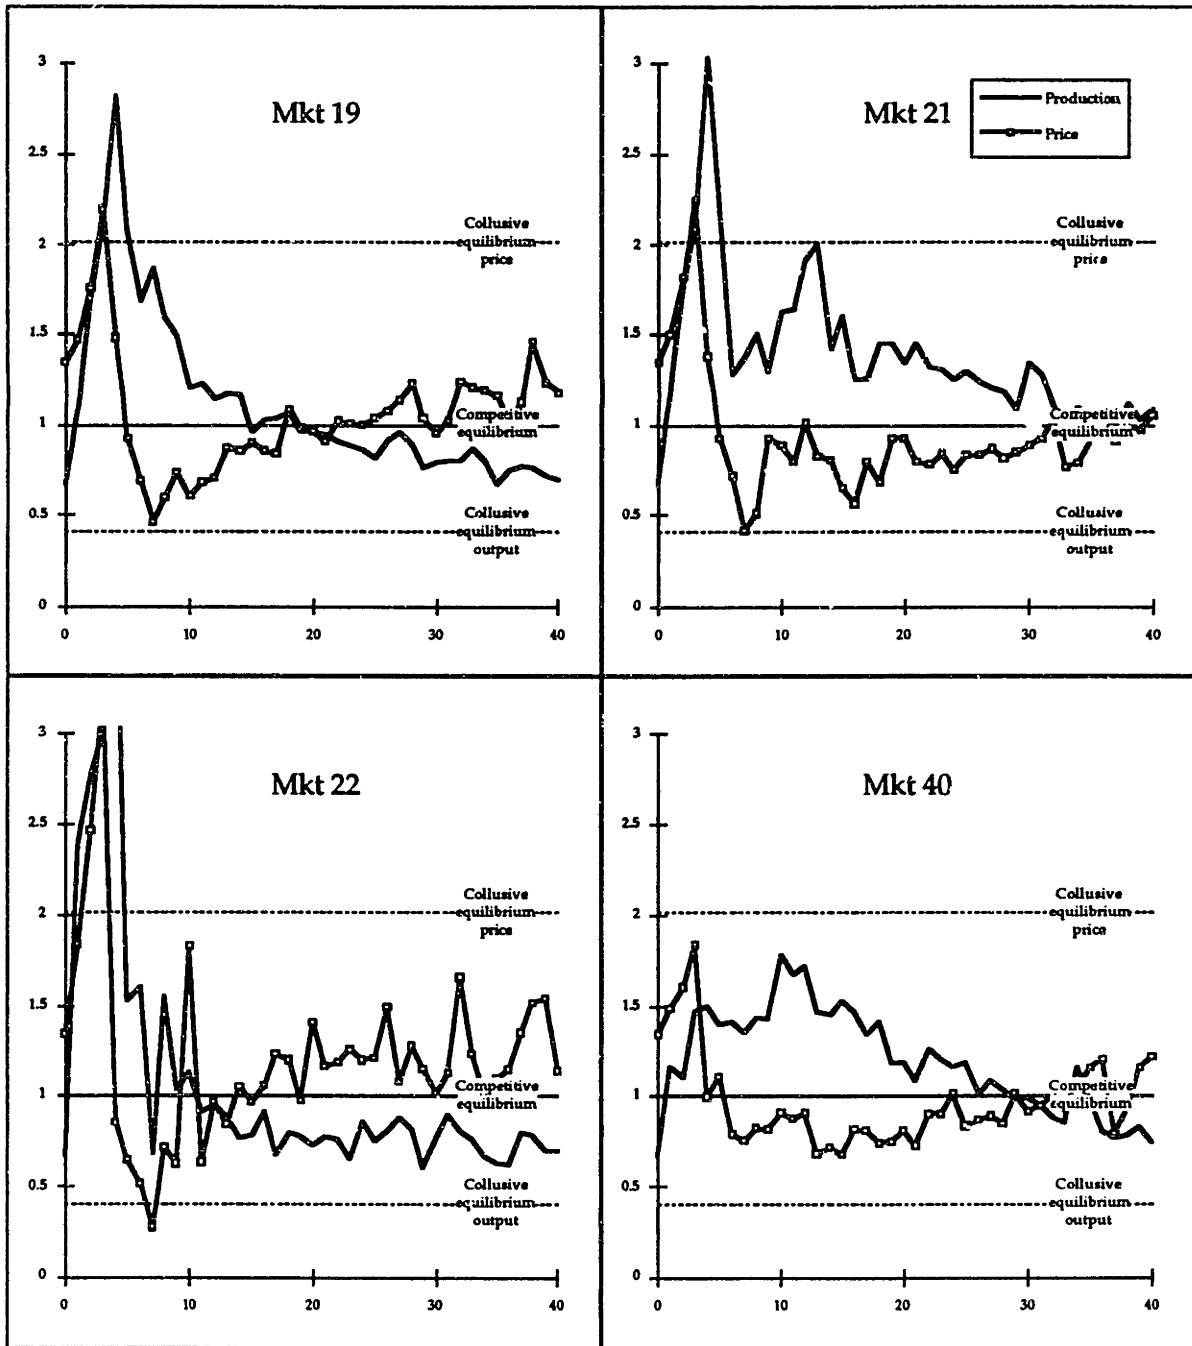 Mkt 19
3
2.5
2
1.5
1
0.5
0
0
10
20
30
40
Collusive
equilibrium
price
Competitive
equilibrium
Collusive
equilibrium
output
Mkt 21
Production
Price
3
2.5
2
1.5
1
0.5
0
0
10
20
30
40
Collusive
equilibrium
price
Competitive
equilibrium
Collusive
equilibrium
output
Mkt 22
3
2.5
2
1.5
1
0.5
0
0
10
20
30
40
Collusive
equilibrium
price
Competitive
equilibrium
Collusive
equilibrium
output
Mkt 40
3
2.5
2
1.5
1
0.5
0
0
10
20
30
40
Collusive
equilibrium
price
Competitive
equilibrium
Collusive
equilibrium
output